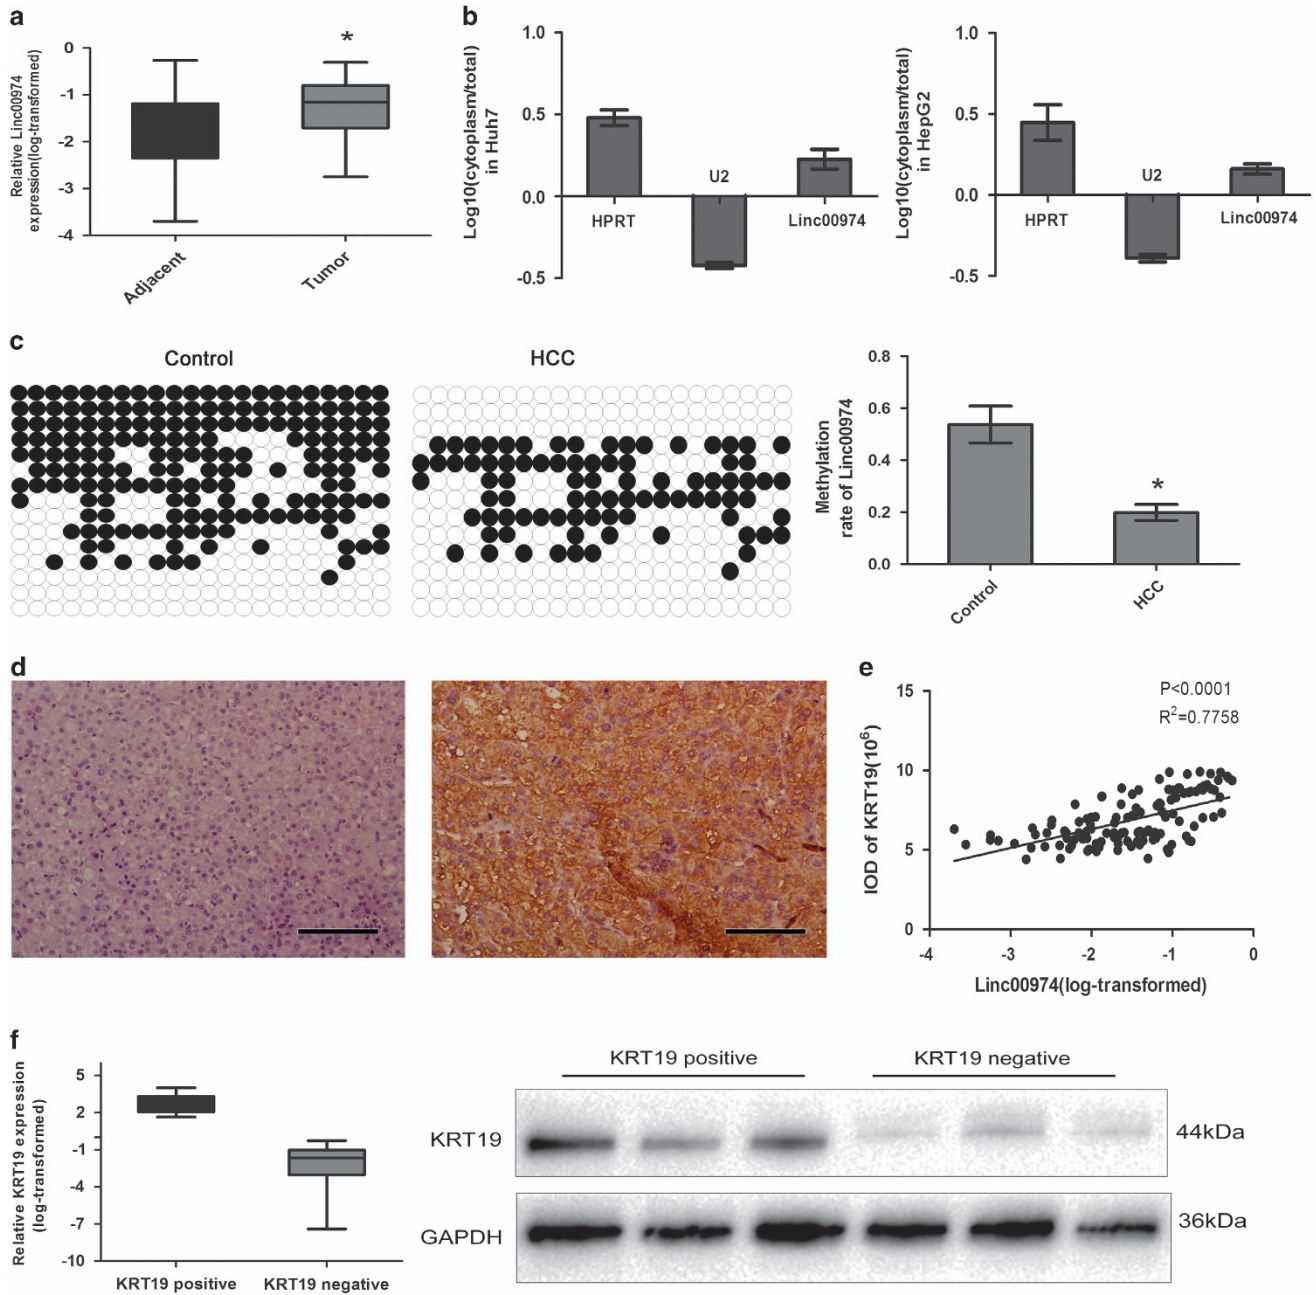 a
Relative Linc00974
expression(log-transformed)
0
-1
-2
-3
-4
*
Adjacent
Tumor
b
Log10(cytoplasm/total)
in Huh7
1.0
0.5
0.0
-0.5
HPRT
U2
Linc00974
Log10(cytoplasm/total)
in HepG2
1.0
0.5
0.0
-0.5
HPRT
U2
Linc00974
c
Control
HCC
Methylation
rate of Linc00974
0.8
0.6
0.4
0.2
0.0
*
Control
HCC
d
e
IOD of KRT19(10⁶)
15
10
5
0
P<0.0001
R²=0.7758
-4
-3
-2
-1
0
Linc00974(log-transformed)
f
Relative KRT19 expression
(log-transformed)
5
2
-1
-4
-7
-10
KRT19 positive
KRT19 negative
KRT19 positive
KRT19 negative
KRT19
44kDa
GAPDH
36kDa